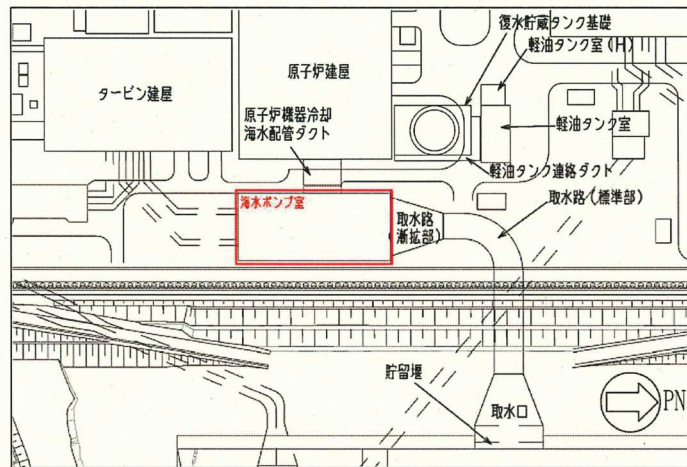 復水貯蔵タンク基礎
軽油タンク室(H)
原子炉建屋
タービン建屋
原子炉機器冷却
海水配管ダクト
軽油タンク室
軽油タンク連絡ダクト
海水ポンプ室
取水路
(漸拡部)
取水路(標準部)
貯留堰
取水口
PN